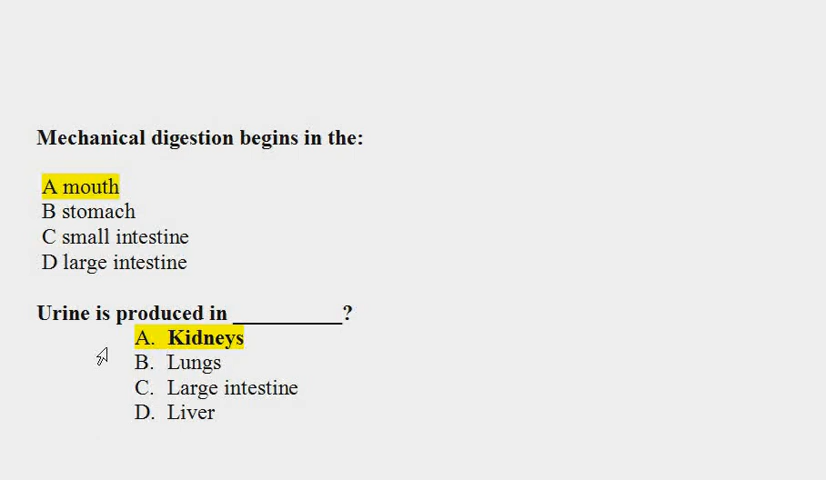 Mechanical digestion begins in the:
A mouth
B stomach
C small intestine
D large intestine
Urine is produced in __________?
A. Kidneys
B. Lungs
C. Large intestine
D. Liver